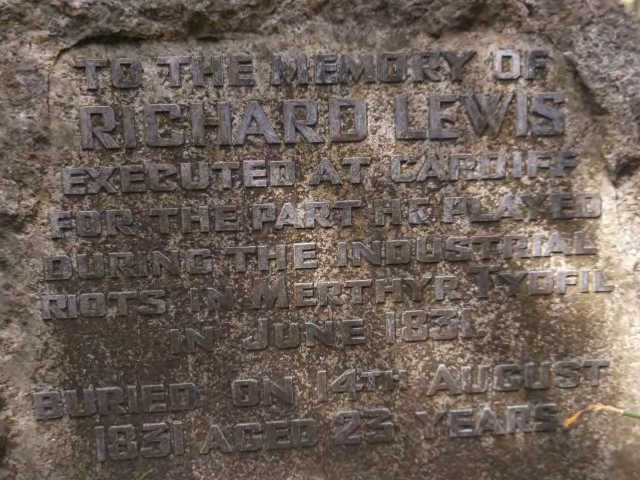 TO THE MEMORY OF
RICHARD LEWIS
EXECUTED AT CARDIFF
FOR THE PART HE PLAYED
DURING THE INDUSTRIAL
RIOTS IN MERTHYR TYDFIL
IN JUNE 1831.
BURIED ON 14TH AUGUST
1831 AGED 23 YEARS.